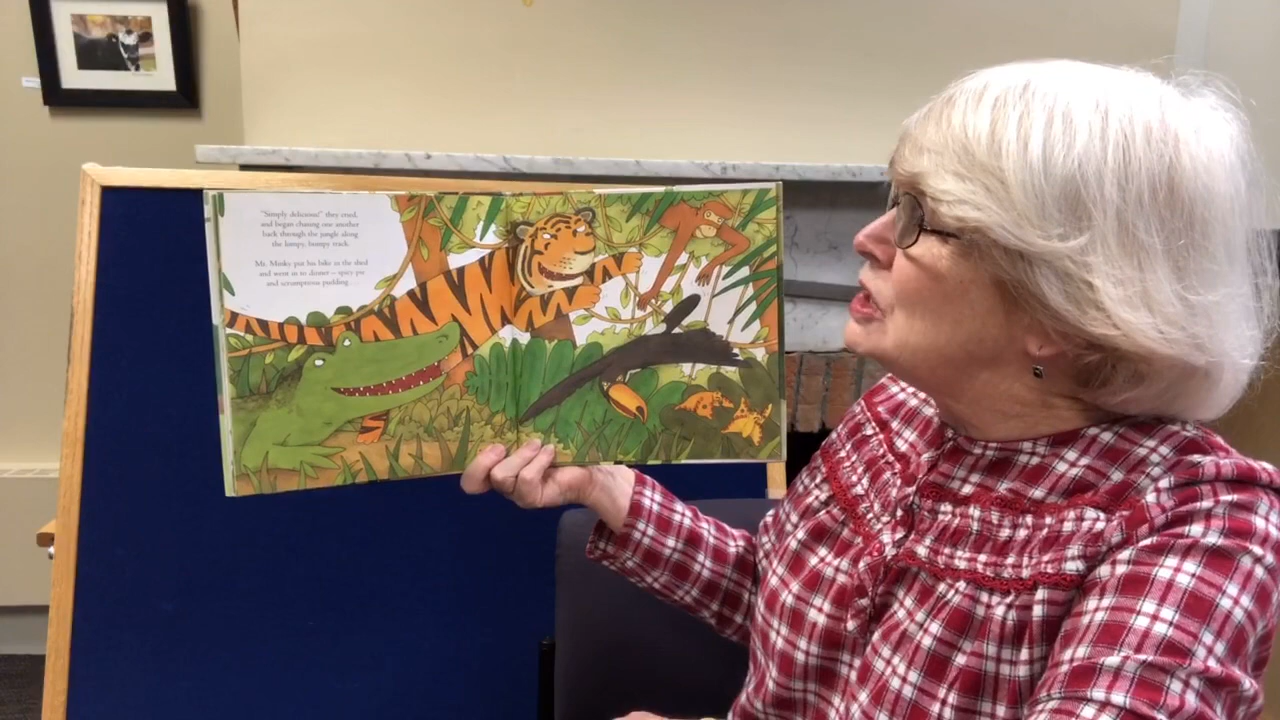 "Simply delicious!" they cried,
and began chasing one another
back through the jungle along
the lumpy, bumpy track.
Mr. Minky put his bike in the shed
and went in to dinner – spicy pie
and scrumptious pudding